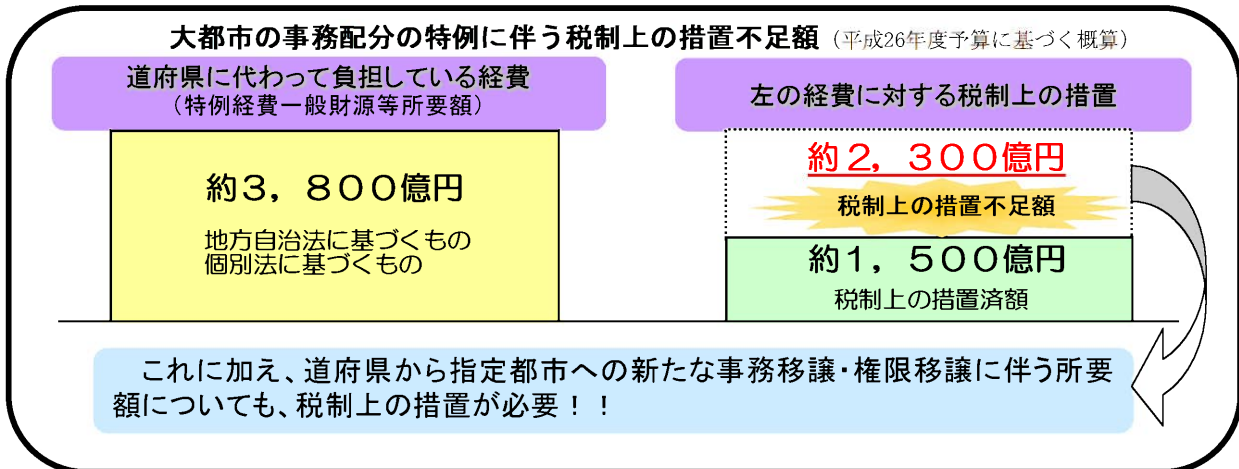 大都市の事務配分の特例に伴う税制上の措置不足額（平成26年度予算に基づく概算）
道府県に代わって負担している経費
（特例経費一般財源等所要額）
左の経費に対する税制上の措置
約３，８００億円
地方自治法に基づくもの
個別法に基づくもの
約２，３００億円
税制上の措置不足額
約１，５００億円
税制上の措置済額
これに加え、道府県から指定都市への新たな事務移譲・権限移譲に伴う所要
額についても、税制上の措置が必要！！